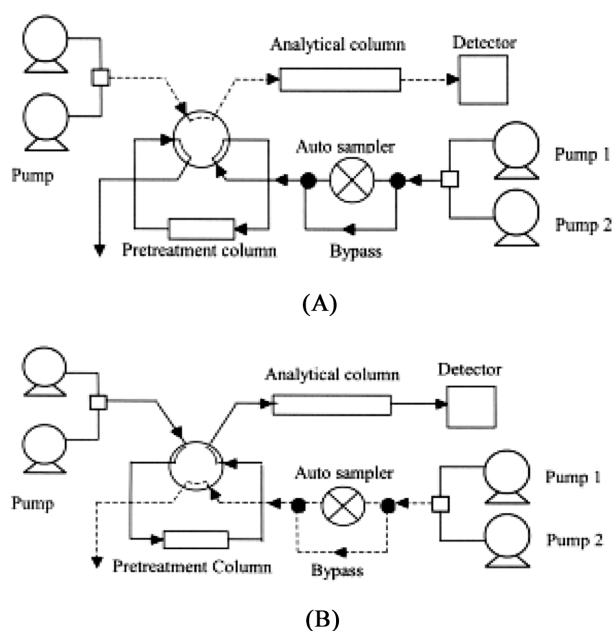 Analytical column
Detector
Auto sampler
Pump 1
Pump
Pump 2
Pretreatment column
Bypass
(A)
Analytical column
Detector
Auto sampler
Pump 1
Pump
Pump 2
Pretreatment Column
Bypass
(B)